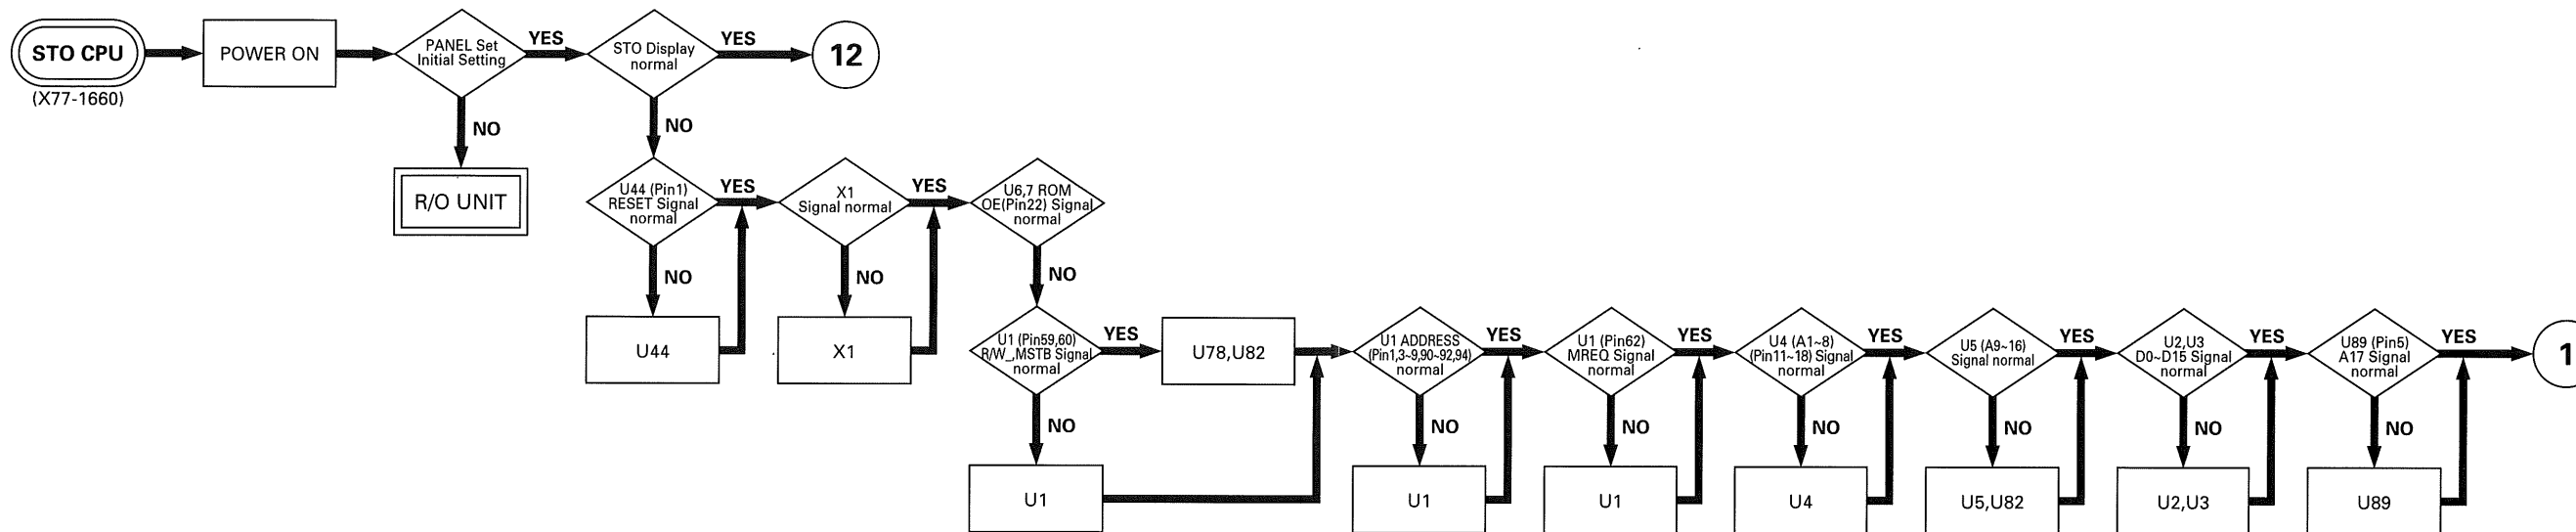 STO CPU
(X77-1660)
POWER ON
PANEL Set
Initial Setting
YES
NO
R/O UNIT
STO Display
normal
YES
12
NO
U44 (Pin1)
RESET Signal
normal
YES
NO
U44
X1
Signal normal
YES
NO
X1
U6,7 ROM
OE(Pin22) Signal
normal
NO
U1 (Pin59,60)
R/W_,MSTB Signal
normal
YES
NO
U1
U78,U82
U1 ADDRESS
(Pin1,3~9,90~92,94)
normal
YES
NO
U1
U1 (Pin62)
MREQ Signal
normal
YES
NO
U1
U4 (A1~8)
(Pin11~18) Signal
normal
YES
NO
U4
U5 (A9~16)
Signal normal
YES
NO
U5,U82
U2,U3
D0~D15 Signal
normal
YES
NO
U2,U3
U89 (Pin5)
A17 Signal
normal
YES
NO
U89